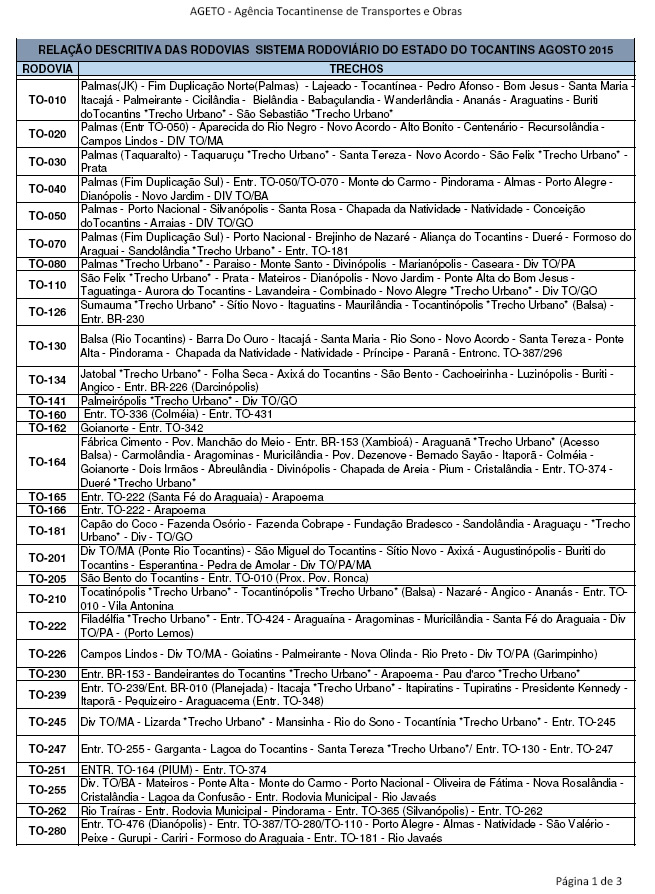 AGETO - Agência Tocantinense de Transportes e Obras
RELAÇÃO DESCRITIVA DAS RODOVIAS SISTEMA RODOVIÁRIO DO ESTADO DO TOCANTINS AGOSTO 2015
RODOVIA TRECHOS
TO-010 Palmas(JK) - Fim Duplicação Norte(Palmas) - Lajeado - Tocantínea - Pedro Afonso - Bom Jesus - Santa Maria -
Itacajá - Palmeirante - Cicilândia - Bielândia - Babaçulandia - Wanderlândia - Ananás - Araguatins - Buriti
doTocantins *Trecho Urbano* - São Sebastião *Trecho Urbano*
TO-020 Palmas (Entr TO-050) - Aparecida do Rio Negro - Novo Acordo - Alto Bonito - Centenário - Recursolândia -
Campos Lindos - DIV TO/MA
TO-030 Palmas (Taquaralto) - Taquaruçu *Trecho Urbano* - Santa Tereza - Novo Acordo - São Felix *Trecho Urbano* -
Prata
TO-040 Palmas (Fim Duplicação Sul) - Entr. TO-050/TO-070 - Monte do Carmo - Pindorama - Almas - Porto Alegre -
Dianópolis - Novo Jardim - DIV TO/BA
TO-050 Palmas - Porto Nacional - Silvanópolis - Santa Rosa - Chapada da Natividade - Natividade - Conceição
doTocantins - Arraias - DIV TO/GO
TO-070 Palmas (Fim Duplicação Sul) - Porto Nacional - Brejinho de Nazaré - Aliança do Tocantins - Dueré - Formoso do
Araguai - Sandolândia *Trecho Urbano* - Entr. TO-181
TO-080 Palmas *Trecho Urbano* - Paraiso - Monte Santo - Divinópolis - Marianópolis - Caseara - Div TO/PA
TO-110 São Felix *Trecho Urbano* - Prata - Mateiros - Dianópolis - Novo Jardim - Ponte Alta do Bom Jesus -
Taguatinga - Aurora do Tocantins - Lavandeira - Combinado - Novo Alegre *Trecho Urbano* - Div TO/GO
TO-126 Sumauma *Trecho Urbano* - Sítio Novo - Itaguatins - Maurilândia - Tocantinópolis *Trecho Urbano* (Balsa) -
Entr. BR-230
TO-130 Balsa (Rio Tocantins) - Barra Do Ouro - Itacajá - Santa Maria - Rio Sono - Novo Acordo - Santa Tereza - Ponte
Alta - Pindorama - Chapada da Natividade - Natividade - Príncipe - Paranã - Entronc. TO-387/296
TO-134 Jatobal *Trecho Urbano* - Folha Seca - Axixá do Tocantins - São Bento - Cachoeirinha - Luzinópolis - Buriti -
Angico - Entr. BR-226 (Darcinópolis)
TO-141 Palmeirópolis *Trecho Urbano* - Div TO/GO
TO-160 Entr. TO-336 (Colméia) - Entr. TO-431
TO-162 Goianorte - Entr. TO-342
TO-164 Fábrica Cimento - Pov. Manchão do Meio - Entr. BR-153 (Xambioá) - Araguanã *Trecho Urbano* (Acesso
Balsa) - Carmolândia - Aragominas - Muricilândia - Pov. Dezenove - Bernado Sayão - Itaporã - Colméia -
Goianorte - Dois Irmãos - Abreulândia - Divinópolis - Chapada de Areia - Pium - Cristalândia - Entr. TO-374 -
Dueré *Trecho Urbano*
TO-165 Entr. TO-222 (Santa Fé do Araguaia) - Arapoema
TO-166 Entr. TO-222 - Arapoema
TO-181 Capão do Coco - Fazenda Osório - Fazenda Cobrape - Fundação Bradesco - Sandolândia - Araguaçu - *Trecho
Urbano* - Div - TO/GO
TO-201 Div TO/MA (Ponte Rio Tocantins) - São Miguel do Tocantins - Sítio Novo - Axixá - Augustinópolis - Buriti do
Tocantins - Esperantina - Pedra de Amolar - Div TO/PA/MA
TO-205 São Bento do Tocantins - Entr. TO-010 (Prox. Pov. Ronca)
TO-210 Tocatinópolis *Trecho Urbano* - Tocantinópolis *Trecho Urbano* (Balsa) - Nazaré - Angico - Ananás - Entr. TO-
010 - Vila Antonina
TO-222 Filadélfia *Trecho Urbano* - Entr. TO-424 - Araguaína - Aragominas - Muricilândia - Santa Fé do Araguaia - Div
TO/PA - (Porto Lemos)
TO-226 Campos Lindos - Div TO/MA - Goiatins - Palmeirante - Nova Olinda - Rio Preto - Div TO/PA (Garimpinho)
TO-230 Entr. BR-153 - Bandeirantes do Tocantins *Trecho Urbano* - Arapoema - Pau d'arco *Trecho Urbano*
TO-239 Entr. TO-239/Ent. BR-010 (Planejada) - Itacaja *Trecho Urbano* - Itapiratins - Tupiratins - Presidente Kennedy -
Itaporã - Pequizeiro - Araguacema (Entr. TO-348)
TO-245 Div TO/MA - Lizarda *Trecho Urbano* - Mansinha - Rio do Sono - Tocantínia *Trecho Urbano* - Entr. TO-245
TO-247 Entr. TO-255 - Garganta - Lagoa do Tocantins - Santa Tereza *Trecho Urbano*/ Entr. TO-130 - Entr. TO-247
TO-251 ENTR. TO-164 (PIUM) - Entr. TO-374
TO-255 Div. TO/BA - Mateiros - Ponte Alta - Monte do Carmo - Porto Nacional - Oliveira de Fátima - Nova Rosalândia -
Cristalândia - Lagoa da Confusão - Entr. Rodovia Municipal - Rio Javaés
TO-262 Rio Traíras - Entr. Rodovia Municipal - Pindorama - Entr. TO-365 (Silvanópolis) - Entr. TO-262
TO-280 Entr. TO-476 (Dianópolis) - Entr. TO-387/TO-280/TO-110 - Porto Alegre - Almas - Natividade - São Valério -
Peixe - Gurupi - Cariri - Formoso do Araguaia - Entr. TO-181 - Rio Javaés
Página 1 de 3